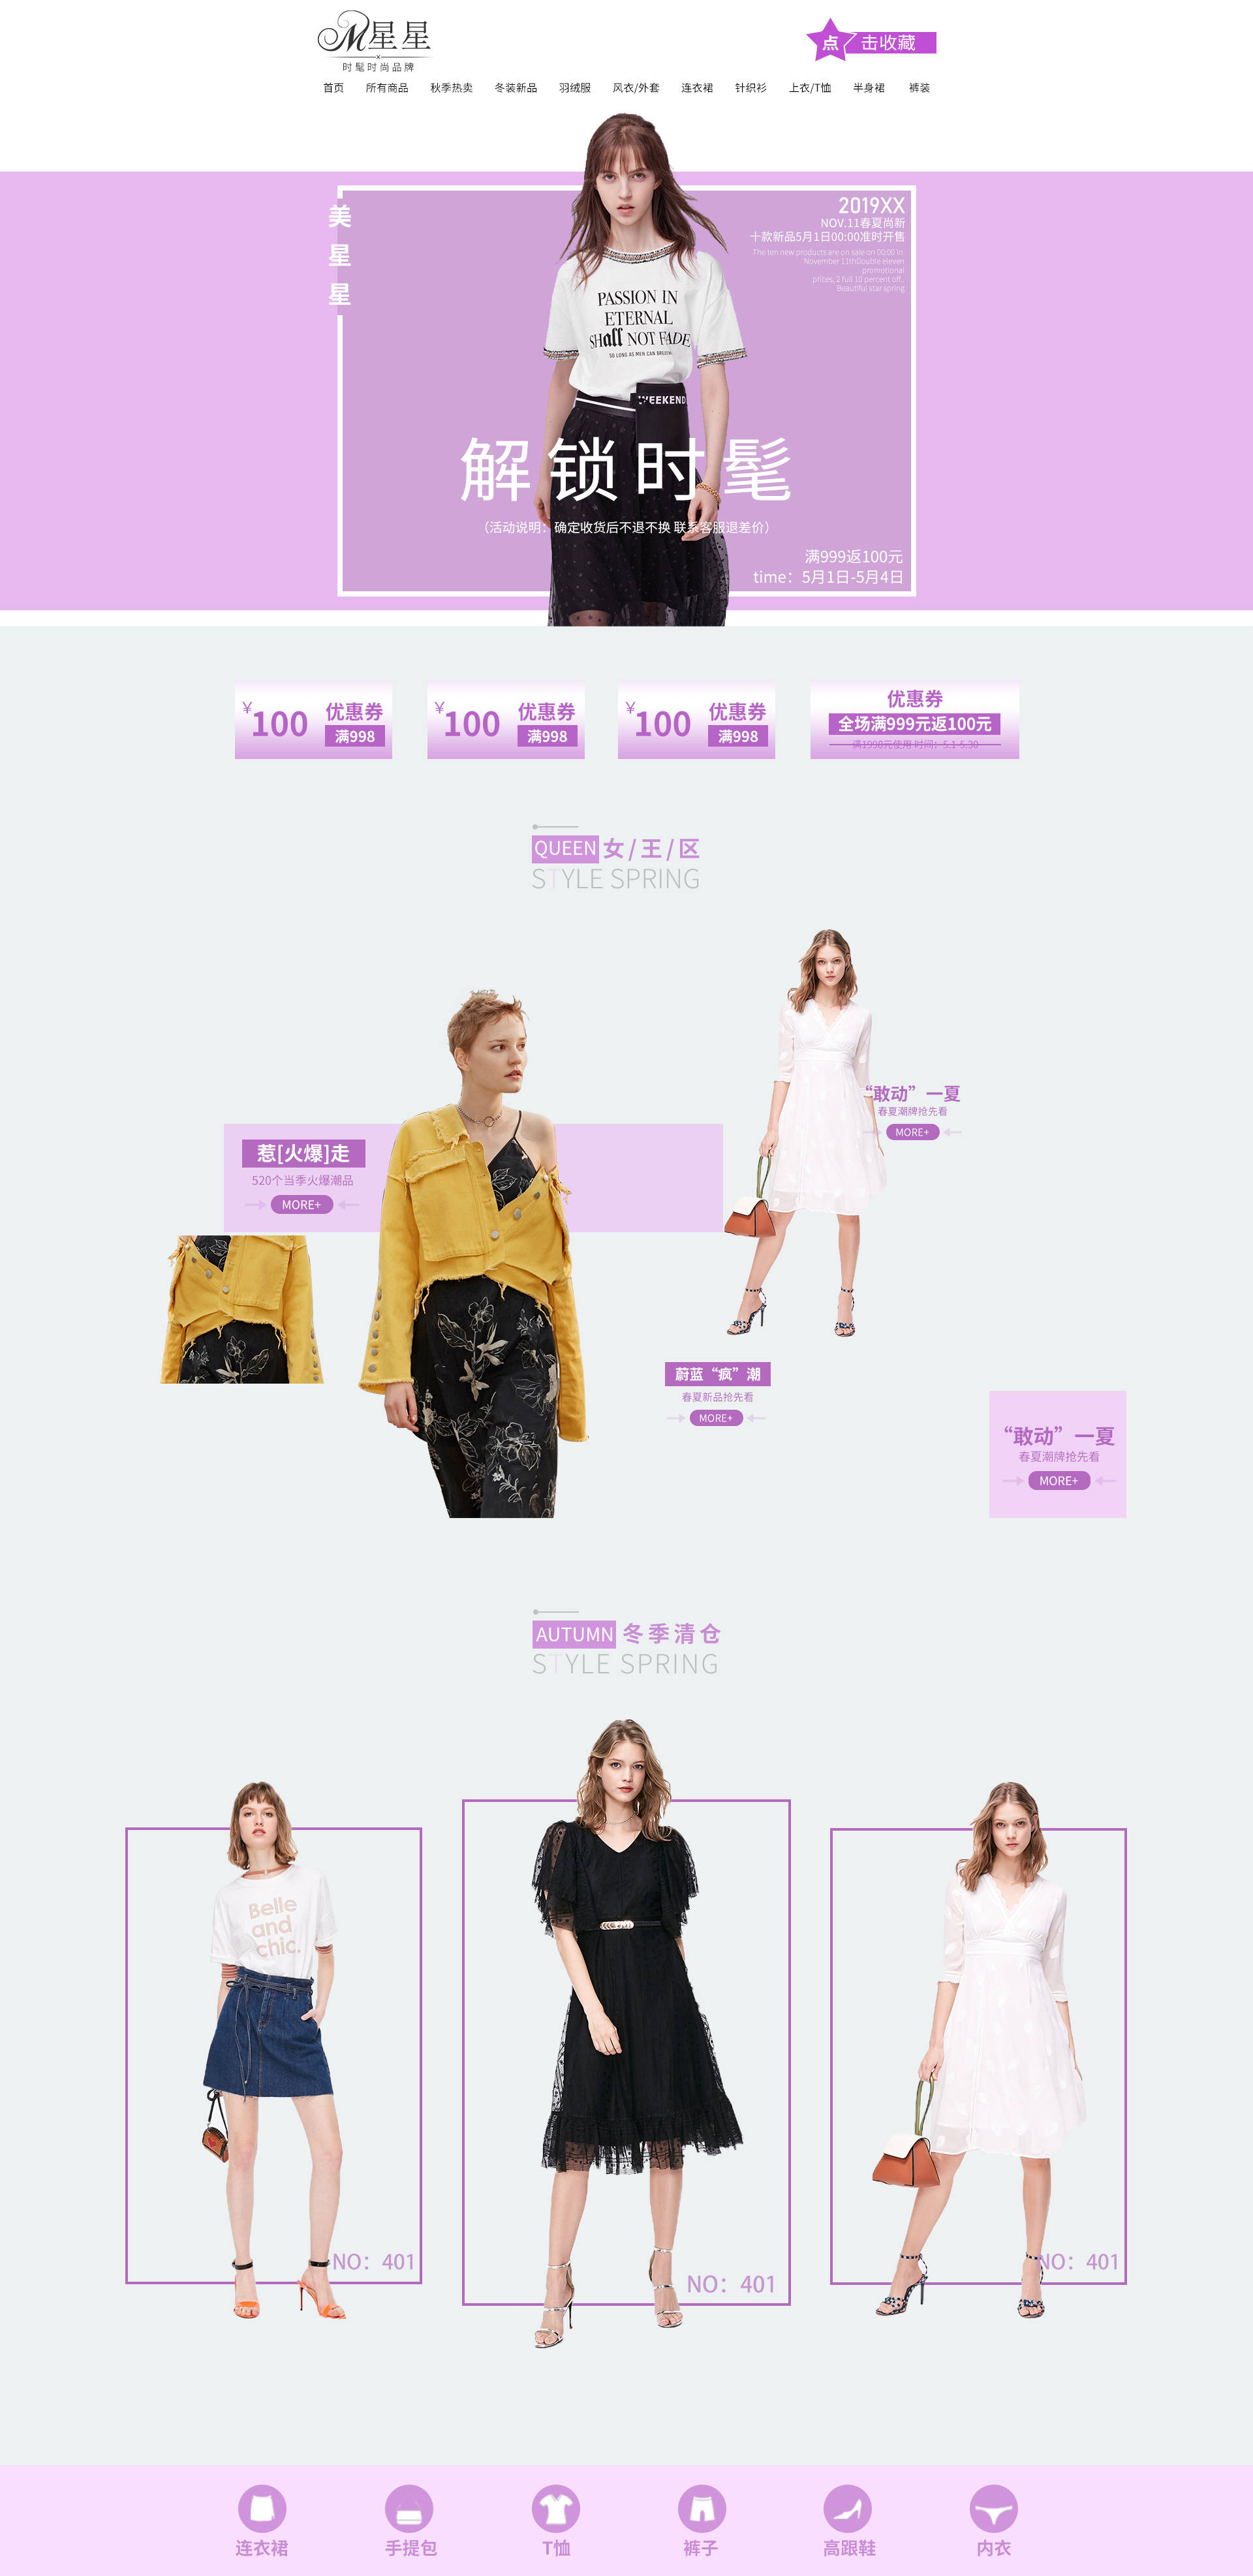 M星星
时髦时尚品牌
点击收藏
首页 所有商品 秋季热卖 冬装新品 羽绒服 风衣/外套 连衣裙 针织衫 上衣/T恤 半身裙 裤装
美
星
星
2019XX
NOV.11春夏尚新
十款新品5月1日00:00准时开售
The ten new products are on sale on 00:00 in
November 11thDouble eleven
promotional
prices, 2 full 10 percent off..
Beautiful star spring
PASSION IN
ETERNAL
SHall NOT FADE
SO LONG AS MEN CAN BREATHE
WEEKEND
解锁时髦
（活动说明：确定收货后不退不换 联系客服退差价）
满999返100元
time：5月1日-5月4日
¥100 优惠券
满998
¥100 优惠券
满998
¥100 优惠券
满998
优惠券
全场满999元返100元
满1998元使用 时间：5.1-5.30
QUEEN 女/王/区
STYLE SPRING
“敢动”一夏
春夏潮牌抢先看
MORE+
惹[火爆]走
520个当季火爆潮品
MORE+
蔚蓝“疯”潮
春夏新品抢先看
MORE+
“敢动”一夏
春夏潮牌抢先看
MORE+
AUTUMN 冬季清仓
STYLE SPRING
Belle
and
chic.
NO：401
NO：401
NO：401
连衣裙 手提包 T恤 裤子 高跟鞋 内衣